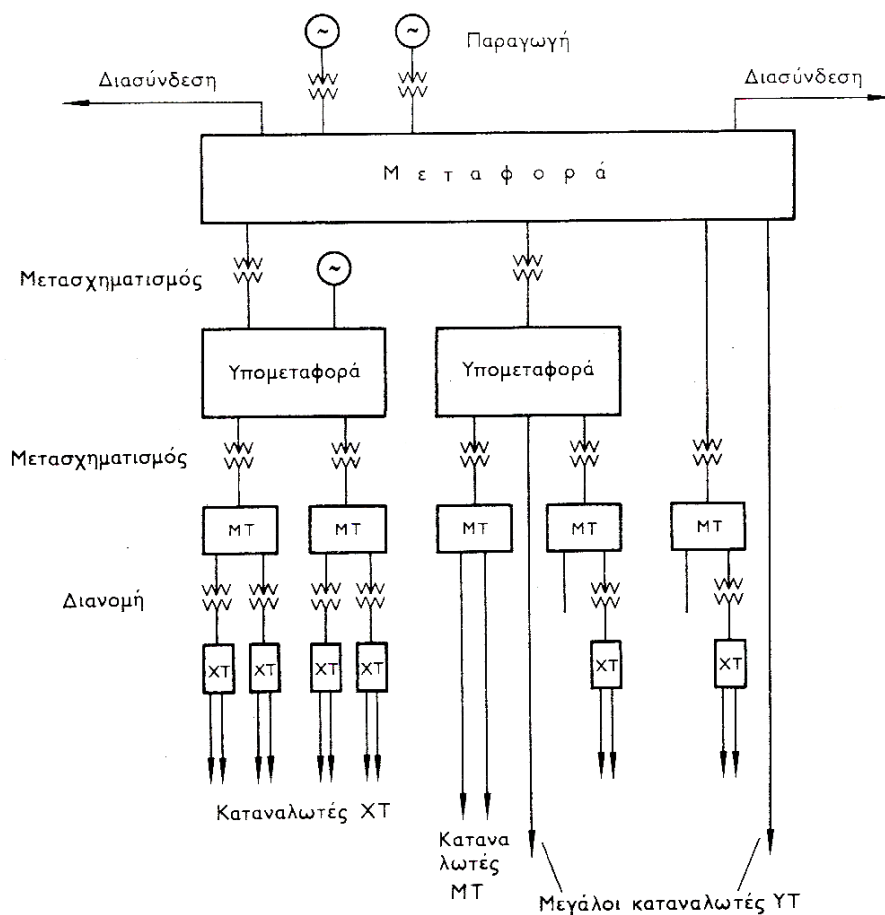 ~ ~ Παραγωγή
Διασύνδεση Διασύνδεση
Μεταφορά
Μετασχηματισμός ~
Υπομεταφορά Υπομεταφορά
Μετασχηματισμός
ΜΤ ΜΤ ΜΤ ΜΤ ΜΤ
Διανομή
ΧΤ ΧΤ ΧΤ ΧΤ ΧΤ ΧΤ
Καταναλωτές ΧΤ
Κατανα
λωτές
ΜΤ
Μεγάλοι καταναλωτές ΥΤ